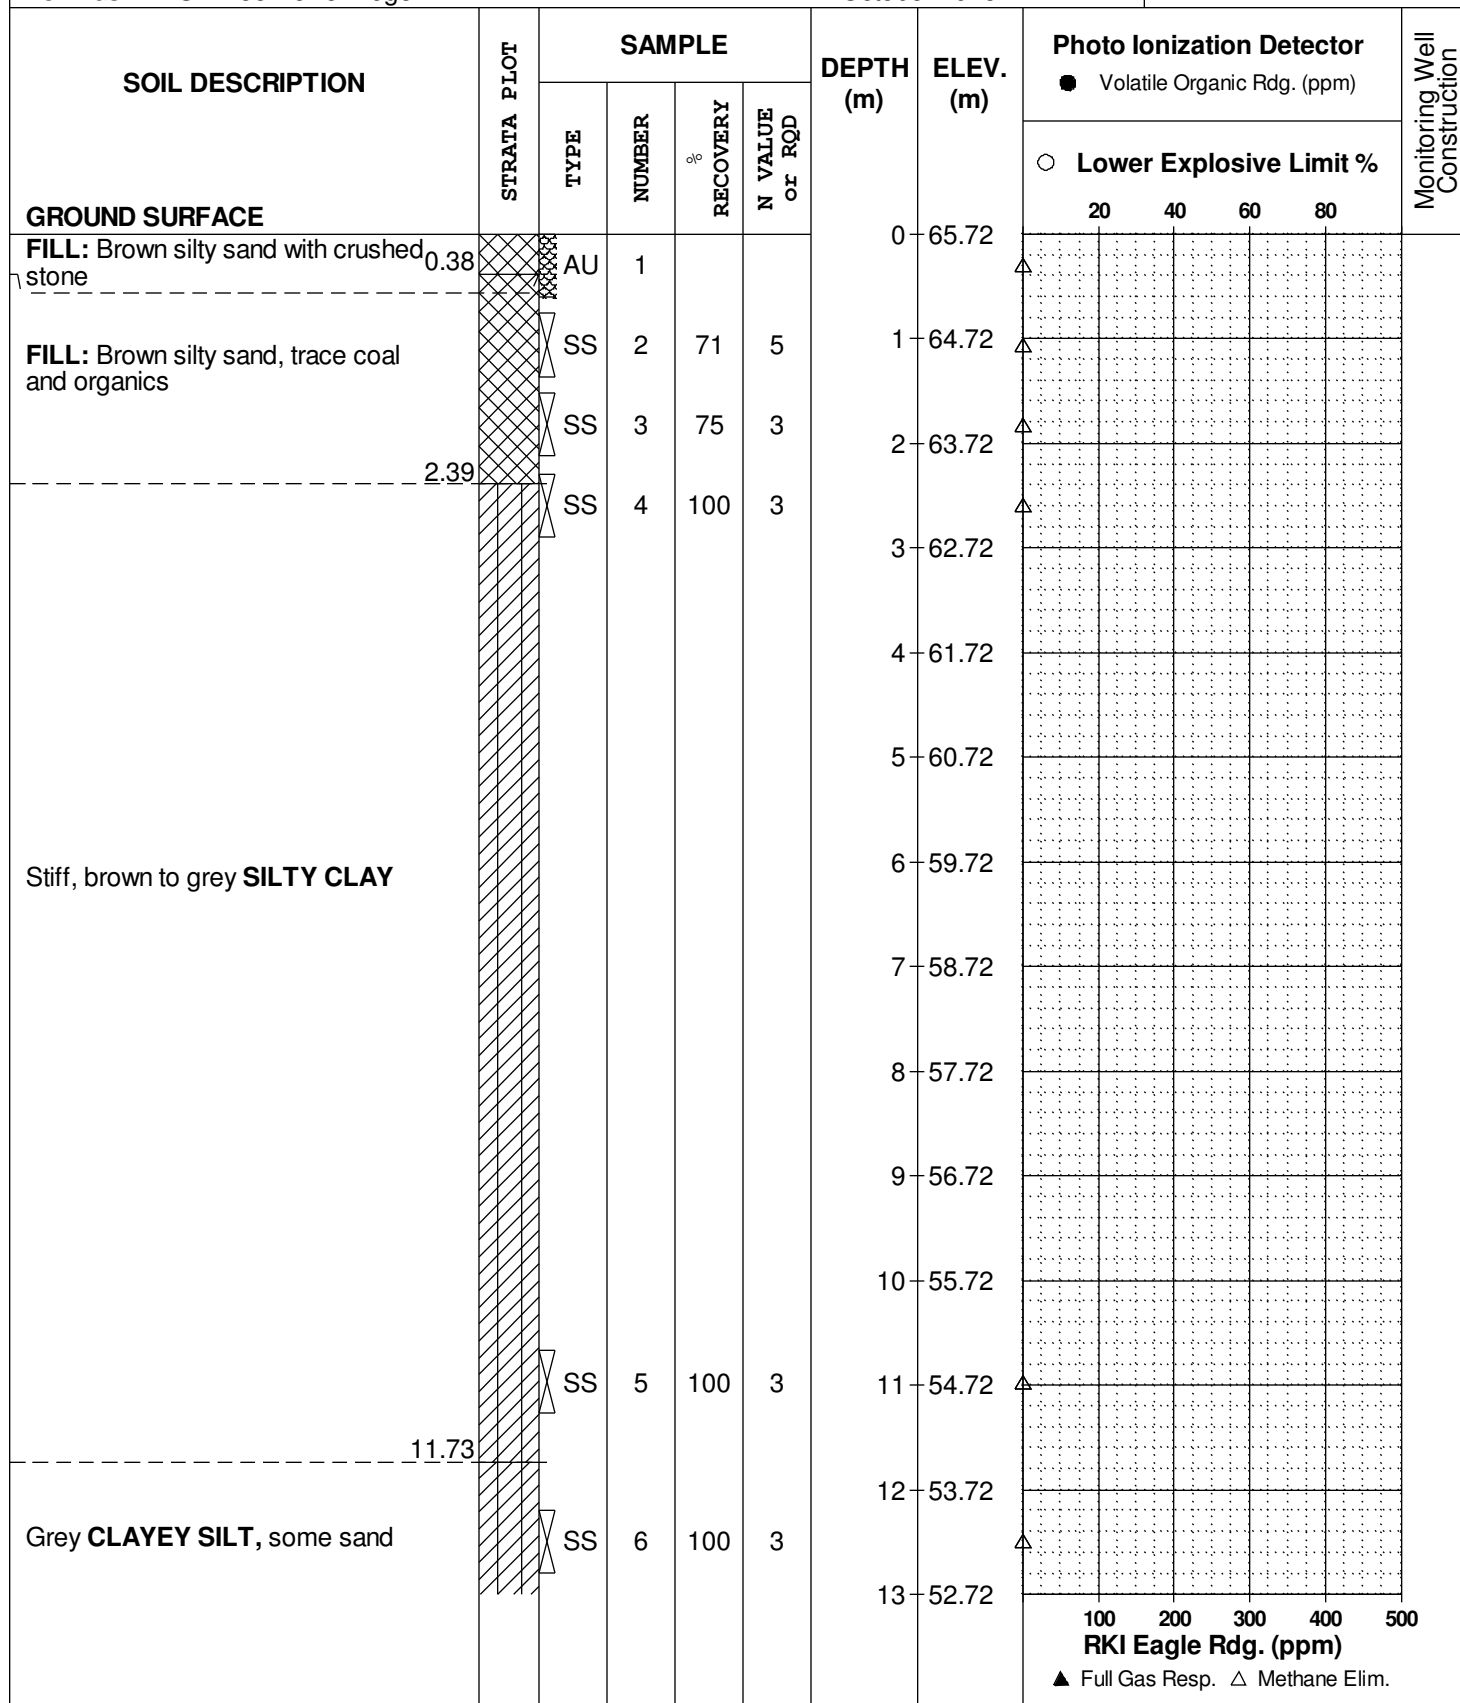 SOIL DESCRIPTION
GROUND SURFACE
STRATA PLOT
SAMPLE
TYPE
NUMBER
% RECOVERY
N VALUE or RQD
DEPTH (m)
ELEV. (m)
Photo Ionization Detector
● Volatile Organic Rdg. (ppm)
○ Lower Explosive Limit %
20 40 60 80
Monitoring Well Construction
FILL: Brown silty sand with crushed 0.38
stone
AU 1
0 65.72
FILL: Brown silty sand, trace coal
and organics
SS 2 71 5
1 64.72
SS 3 75 3
2 63.72
2.39
SS 4 100 3
3 62.72
4 61.72
5 60.72
Stiff, brown to grey SILTY CLAY
6 59.72
7 58.72
8 57.72
9 56.72
10 55.72
SS 5 100 3
11 54.72
11.73
12 53.72
Grey CLAYEY SILT, some sand
SS 6 100 3
13 52.72
100 200 300 400 500
RKI Eagle Rdg. (ppm)
▲ Full Gas Resp. △ Methane Elim.